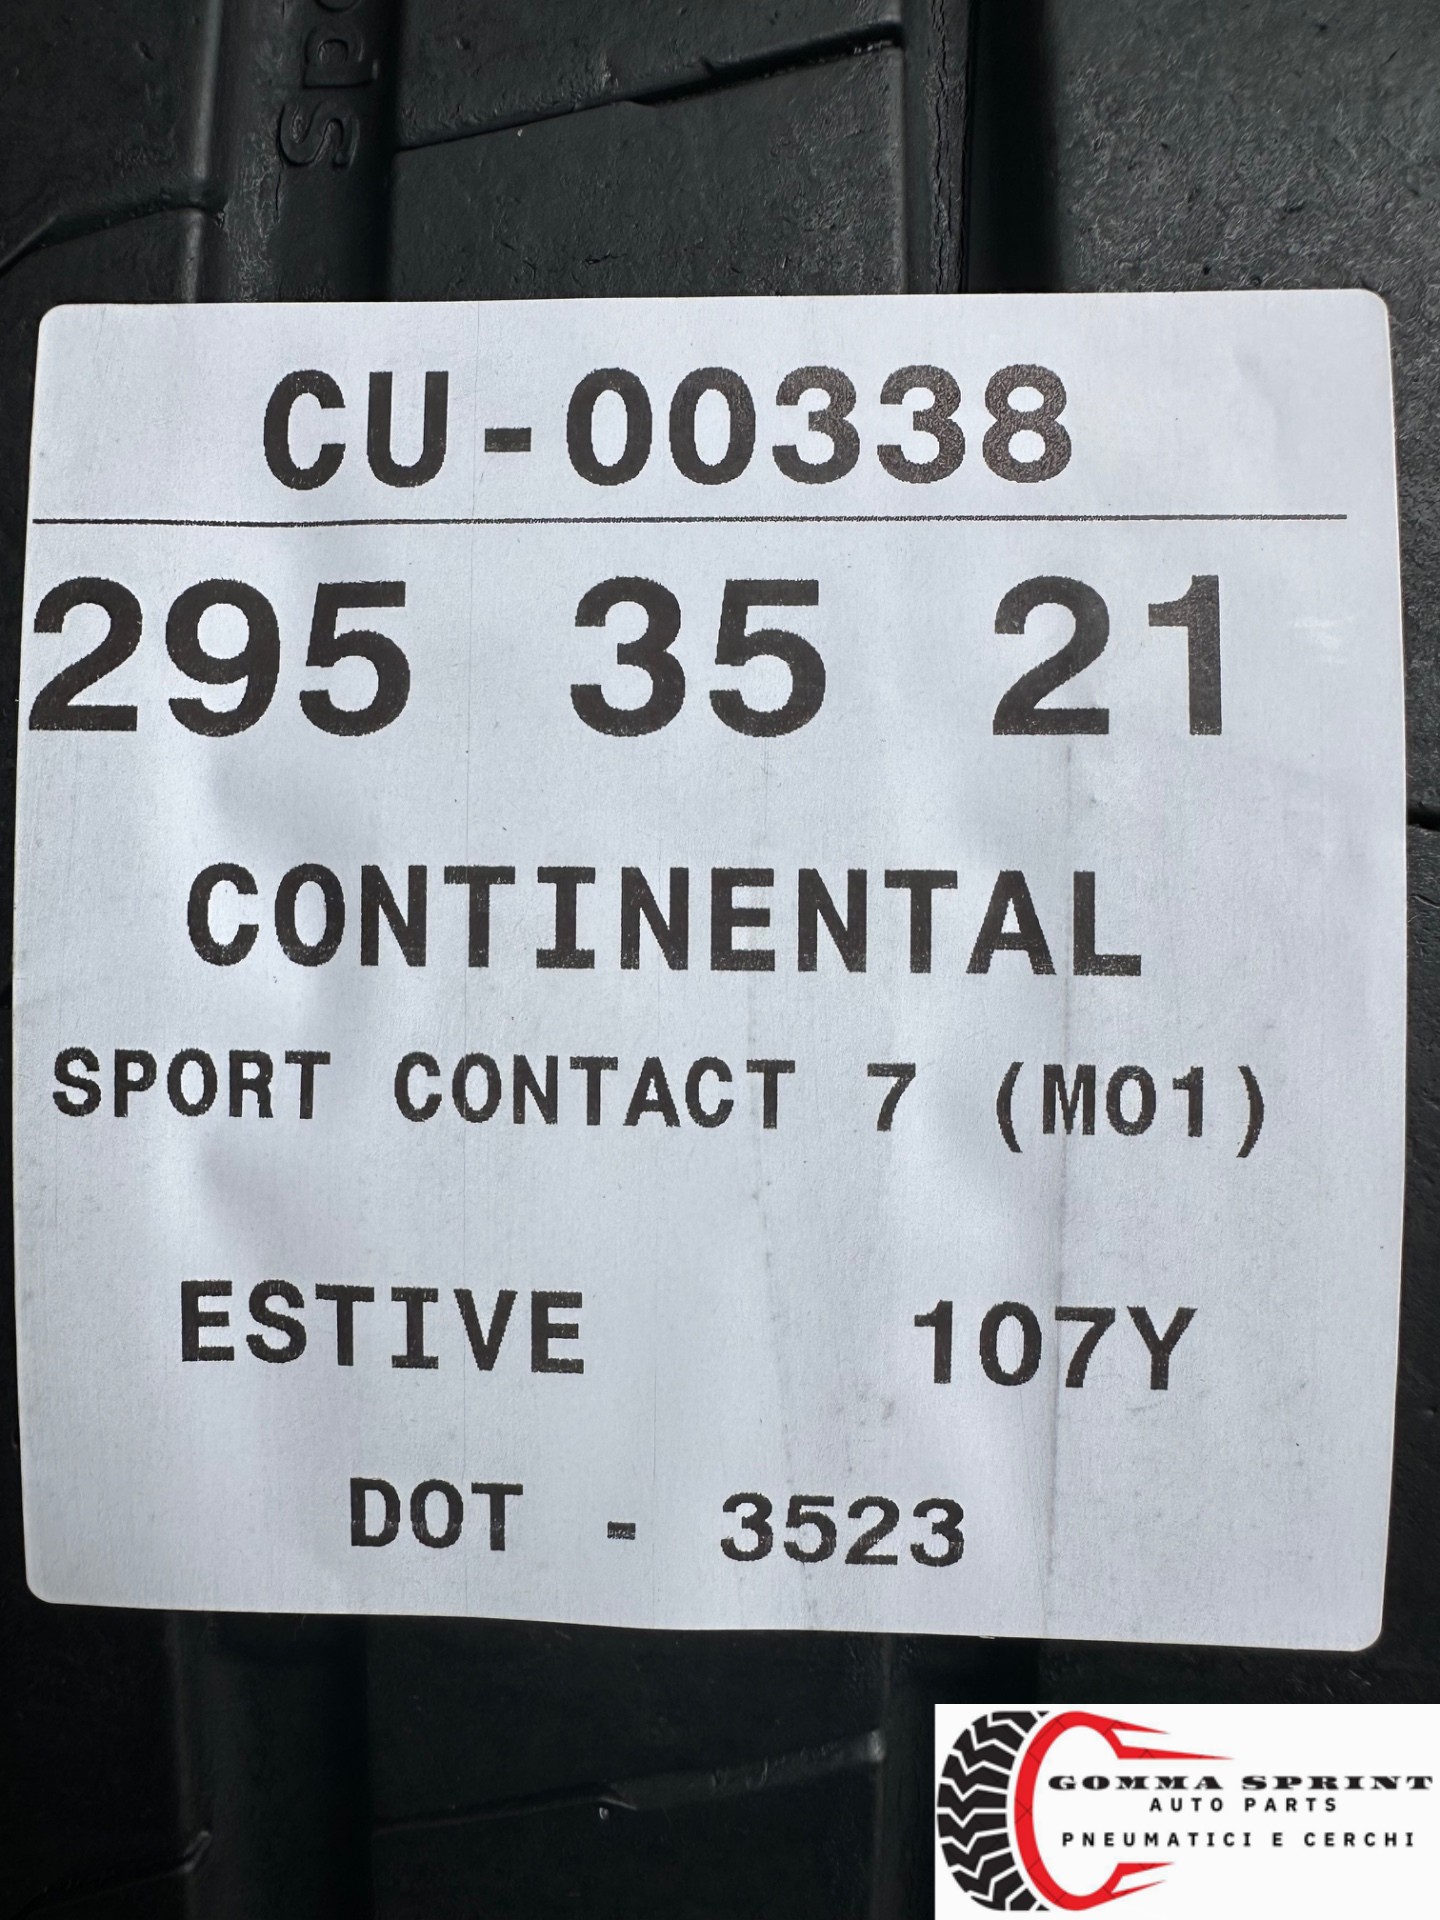 Spo
CU-00338
295 35 21
CONTINENTAL
SPORT CONTACT 7 (MO1)
ESTIVE 107Y
DOT - 3523
GOMMA SPRINT
AUTO PARTS
PNEUMATICI E CERCHI